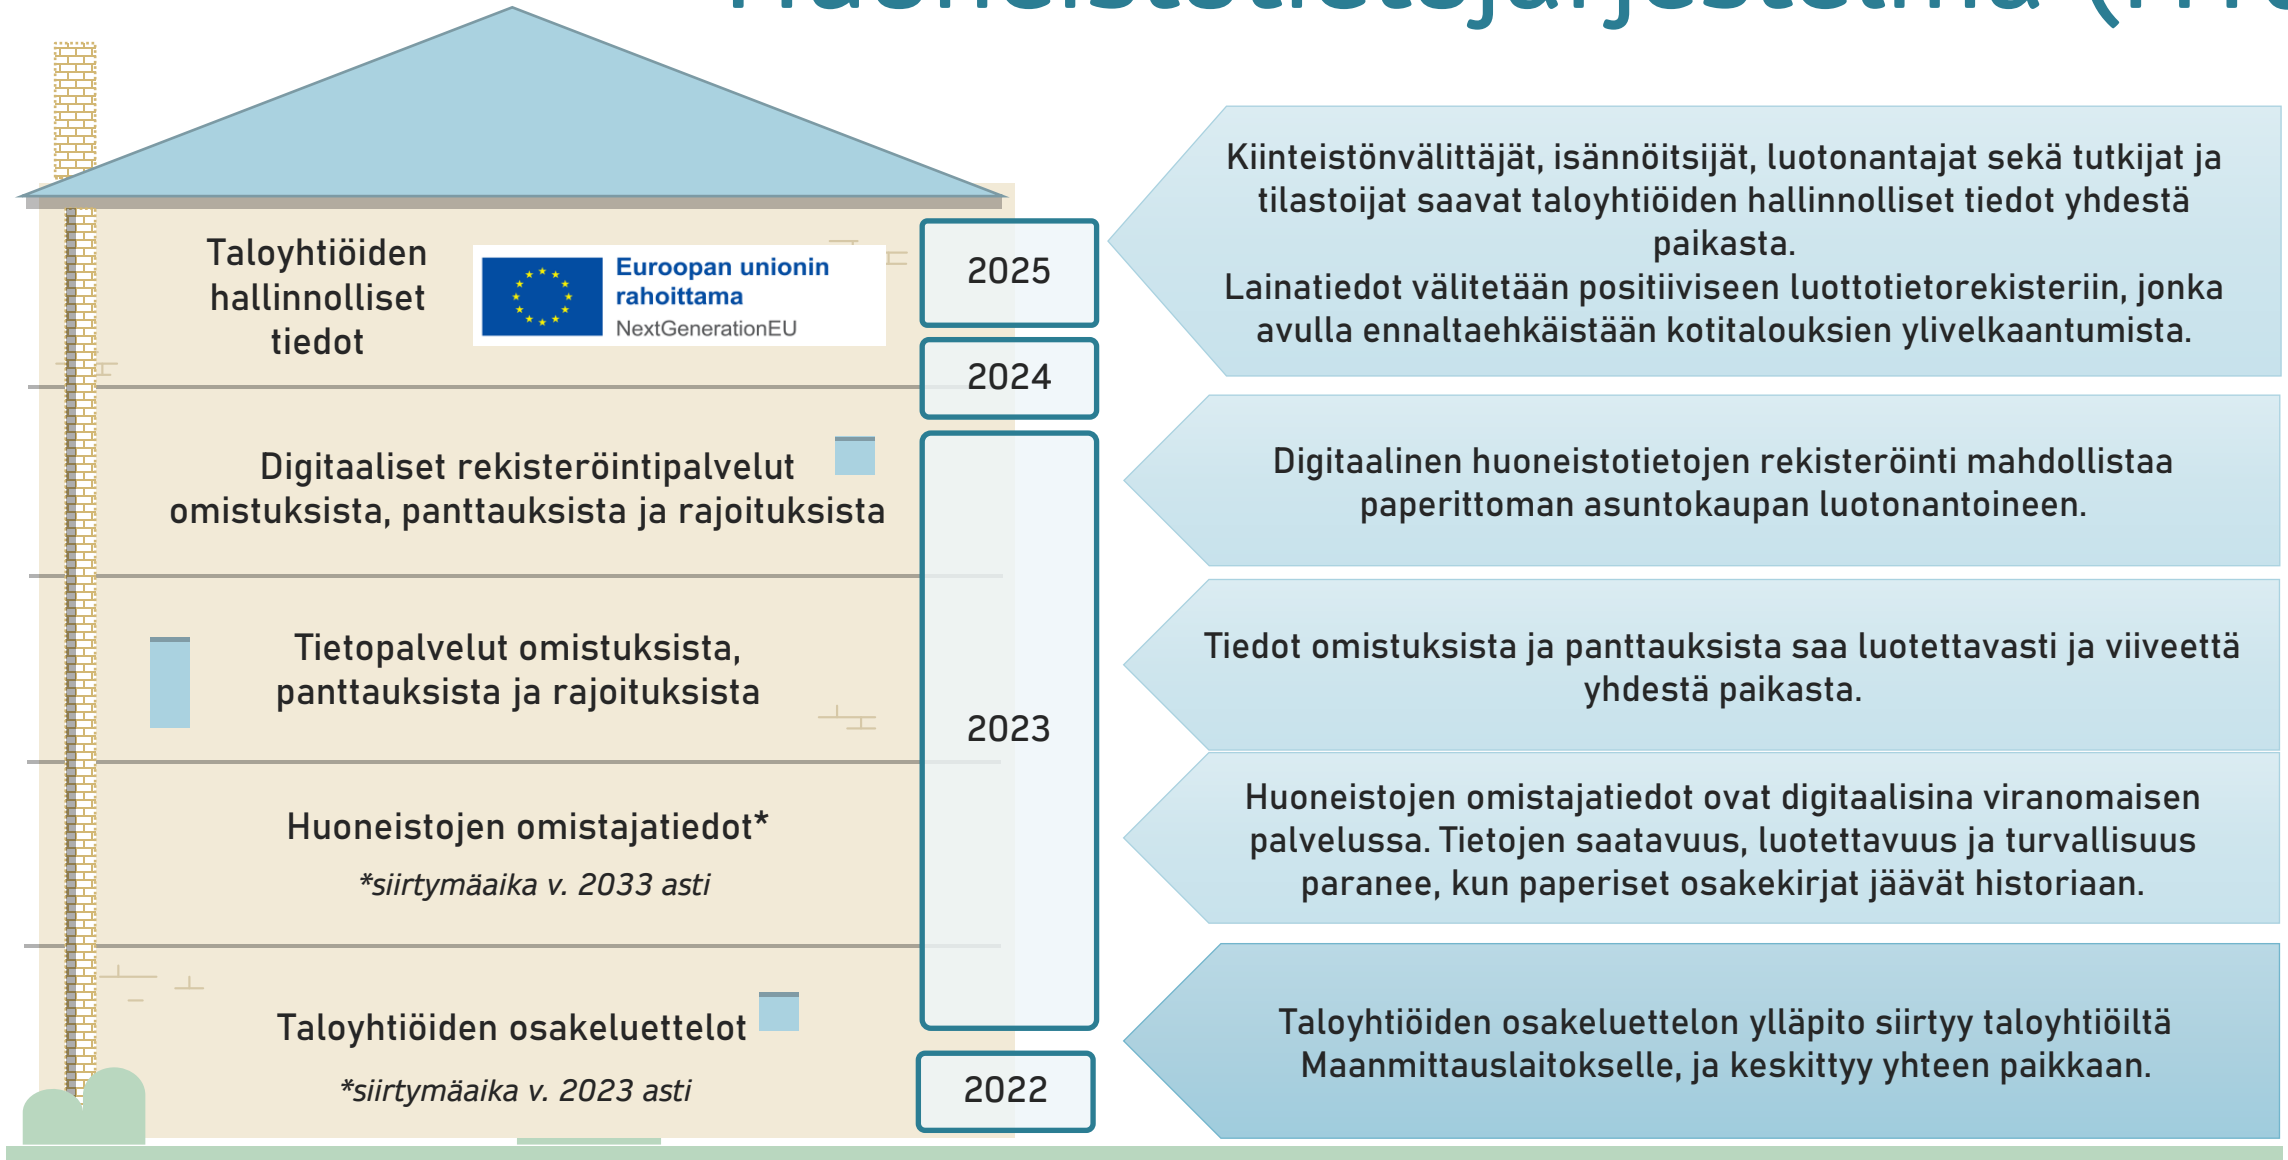 Huoneistotietojärjestelmä
Taloyhtiöiden
hallinnolliset
tiedot
Euroopan unionin
rahoittama
NextGenerationEU
2025
Kiinteistönvälittäjät, isännöitsijät, luotonantajat sekä tutkijat ja
tilastoijat saavat taloyhtiöiden hallinnolliset tiedot yhdestä
paikasta.
Lainatiedot välitetään positiiviseen luottotietorekisteriin, jonka
avulla ennaltaehkäistään kotitalouksien ylivelkaantumista.
2024
Digitaaliset rekisteröintipalvelut
omistuksista, panttauksista ja rajoituksista
Digitaalinen huoneistotietojen rekisteröinti mahdollistaa
paperittoman asuntokaupan luotonantoineen.
Tietopalvelut omistuksista,
panttauksista ja rajoituksista
2023
Tiedot omistuksista ja panttauksista saa luotettavasti ja viiveettä
yhdestä paikasta.
Huoneistojen omistajatiedot*
*siirtymäaika v. 2033 asti
Huoneistojen omistajatiedot ovat digitaalisina viranomaisen
palvelussa. Tietojen saatavuus, luotettavuus ja turvallisuus
paranee, kun paperiset osakekirjat jäävät historiaan.
Taloyhtiöiden osakeluettelot
*siirtymäaika v. 2023 asti
2022
Taloyhtiöiden osakeluettelon ylläpito siirtyy taloyhtiöiltä
Maanmittauslaitokselle, ja keskittyy yhteen paikkaan.